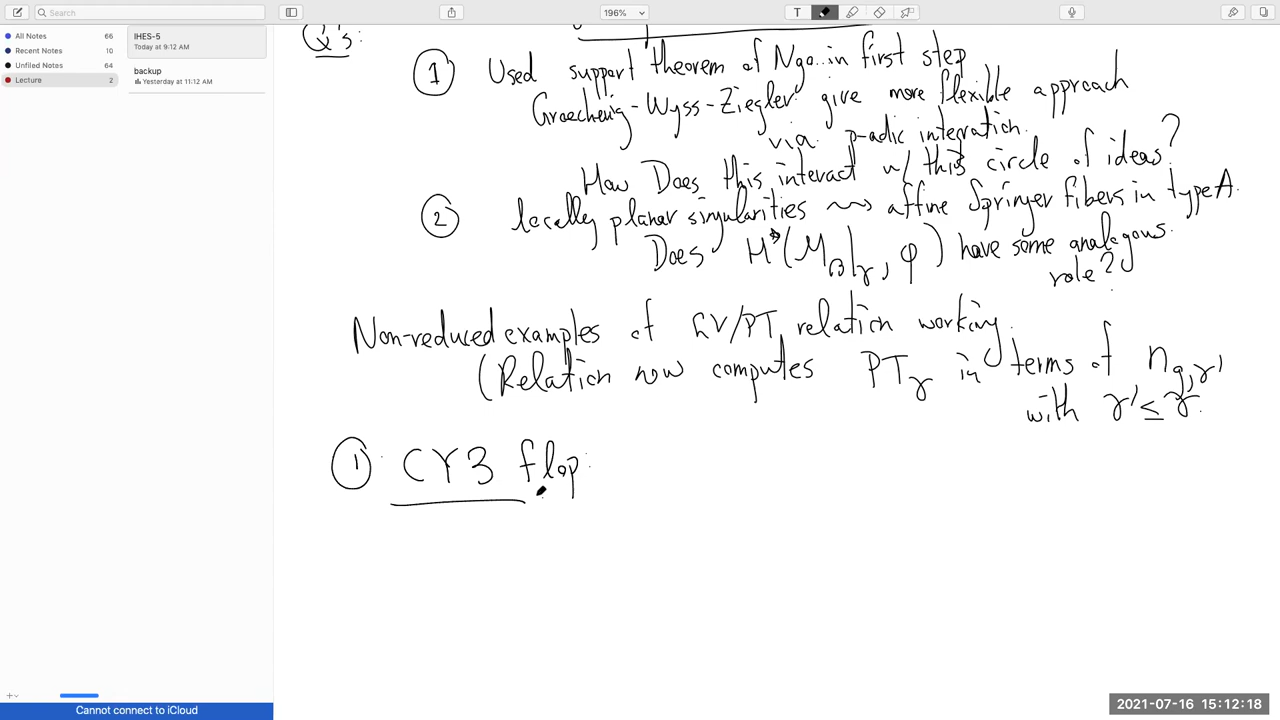 Search
196%
T
All Notes 66
Recent Notes 10
Unfiled Notes 64
Lecture 2
IHES-5
Today at 9:12 AM
backup
Yesterday at 11:12 AM
Q's:
① Used support theorem of Ngo in first step
Groechenig-Wyss-Ziegler give more flexible approach
via p-adic integration.
How Does this interact w/ this circle of ideas?
② locally planar singularities ⇝ affine Springer fibers in type A.
Does H*(M_β|_γ, φ) have some analogous
role?
Non-reduced examples of GV/PT relation working.
(Relation now computes PT_γ in terms of n_{g,γ'}
with γ' ≤ γ.
① CY3 flop:
Cannot connect to iCloud
2021-07-16 15:12:18